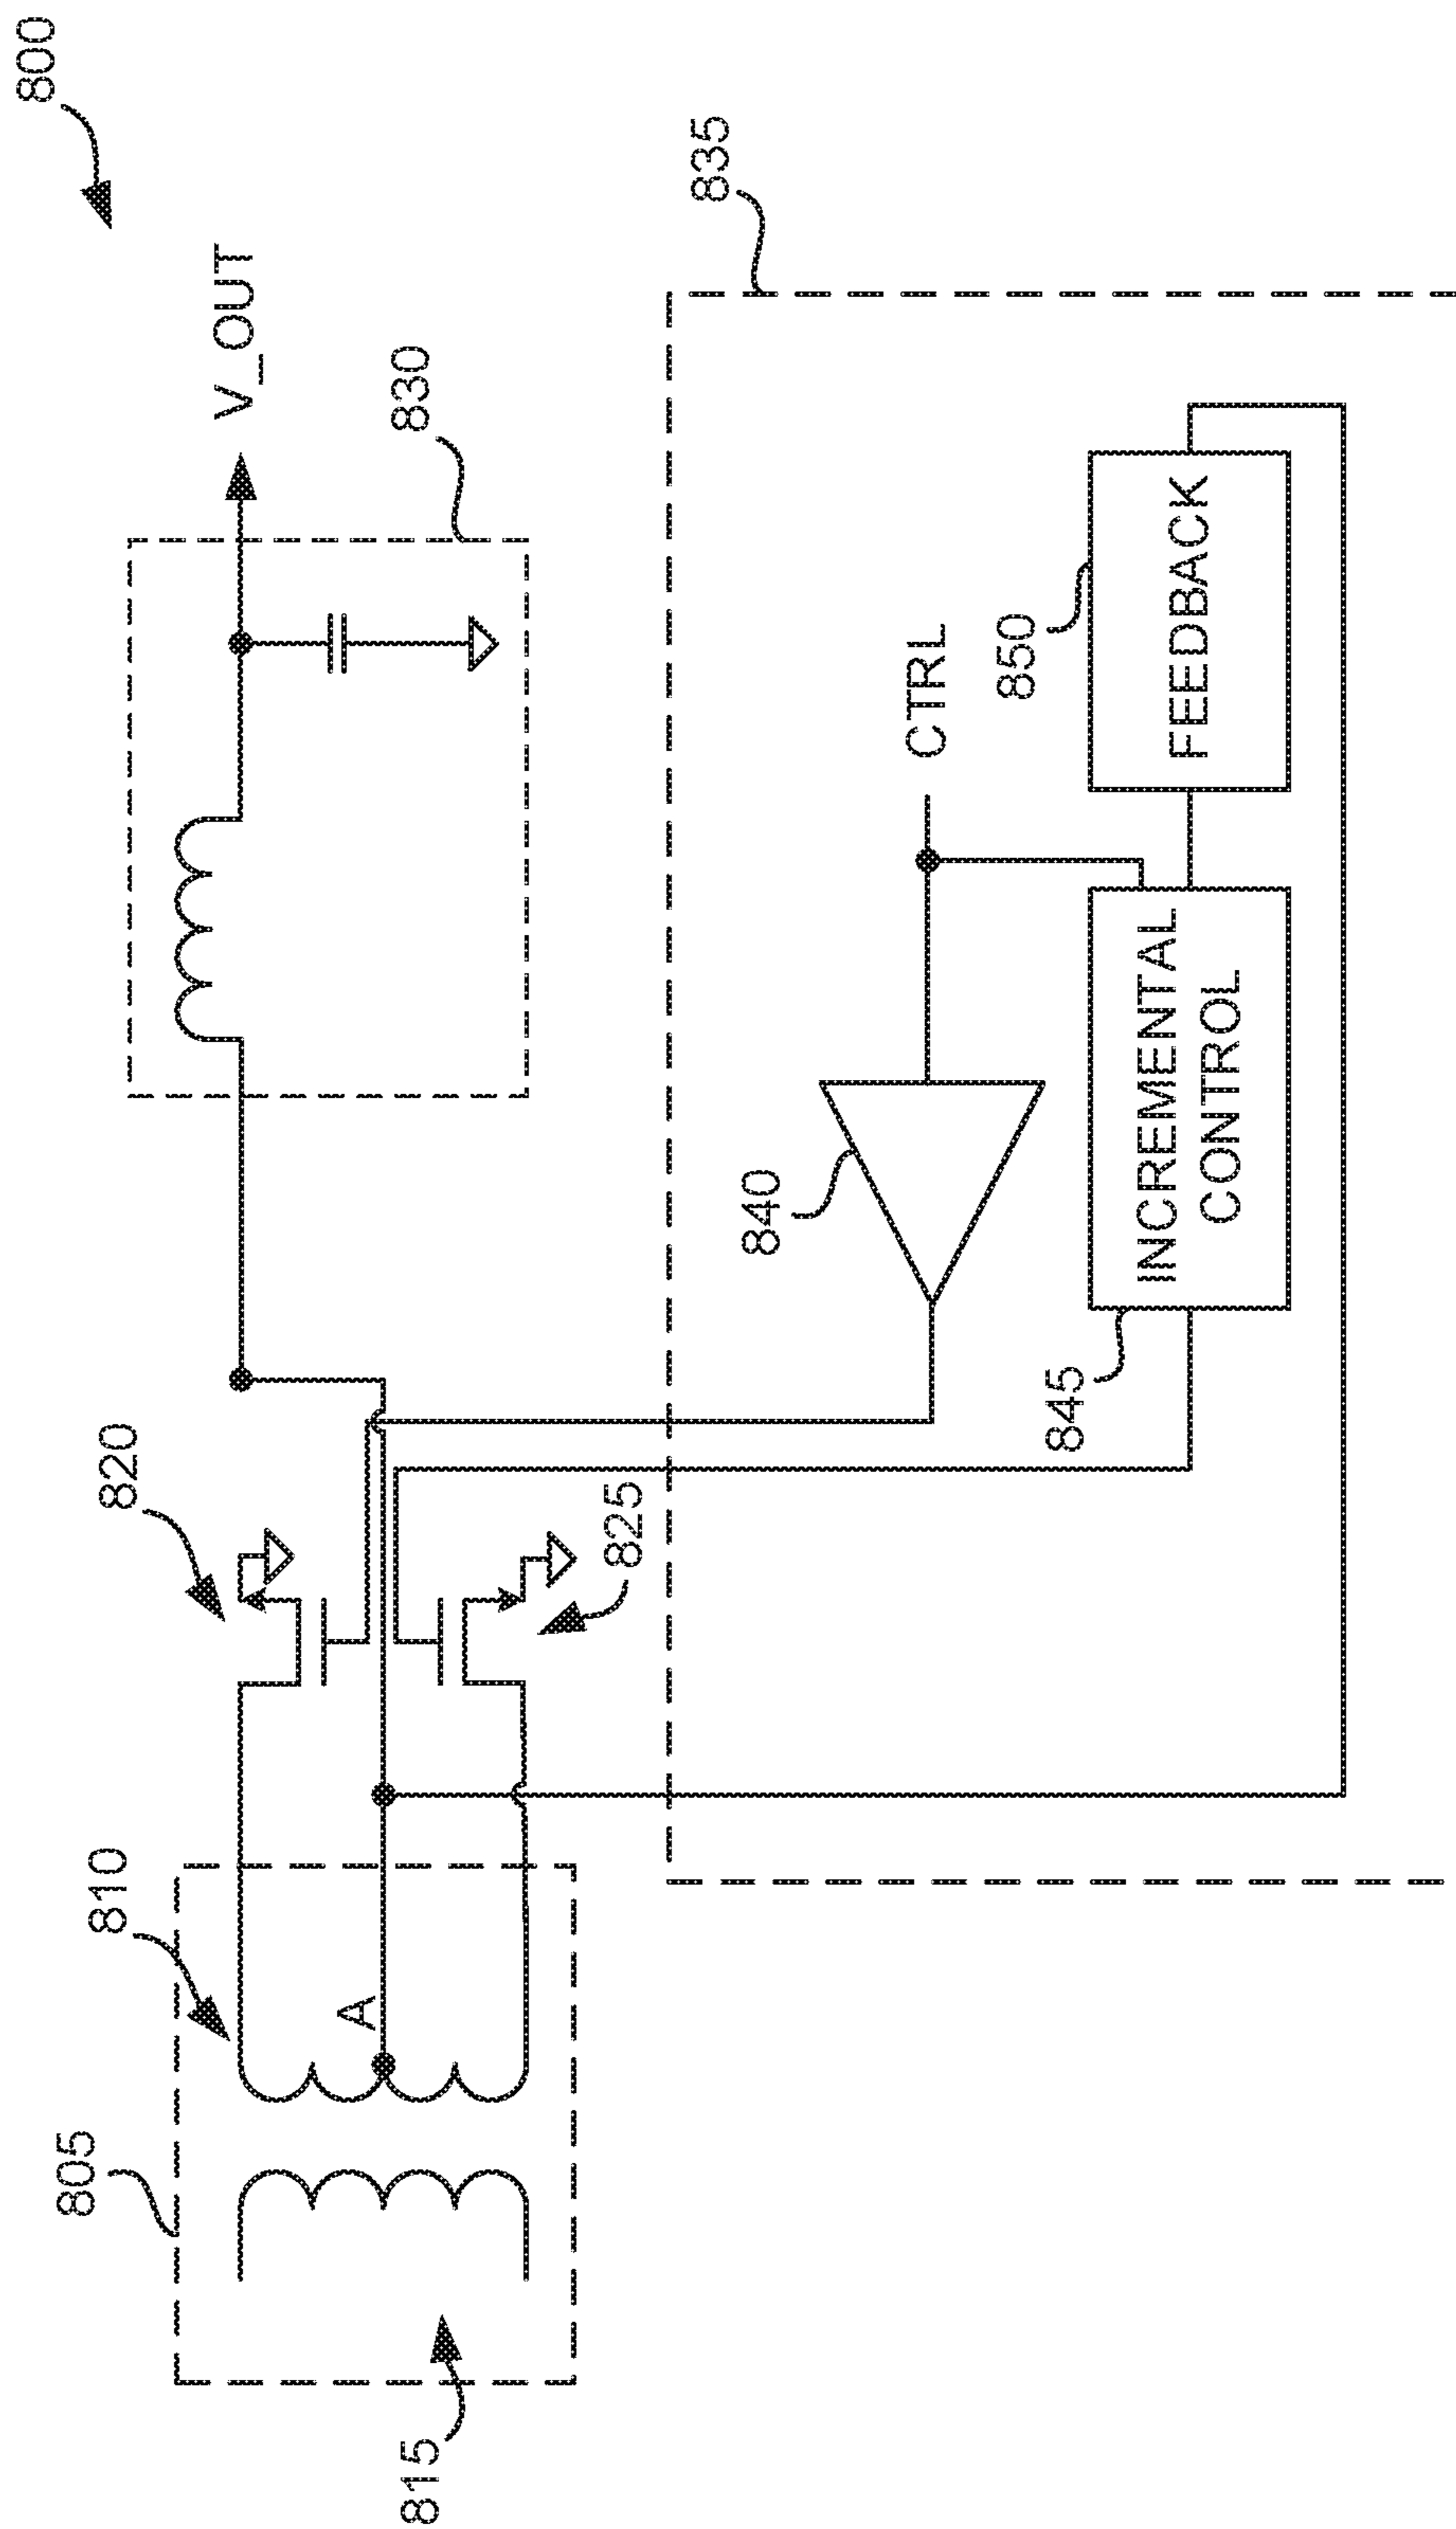 800
V_OUT
830
820
810
805
A
815
825
835
CTRL
840
850
FEEDBACK
845
INCREMENTAL
CONTROL